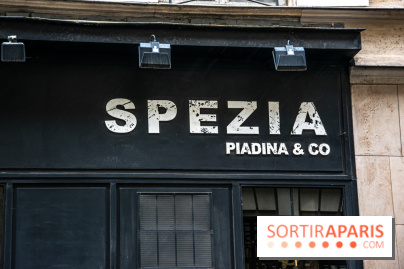 SPEZIA
PIADINA & CO
SORTIRAPARIS
.COM